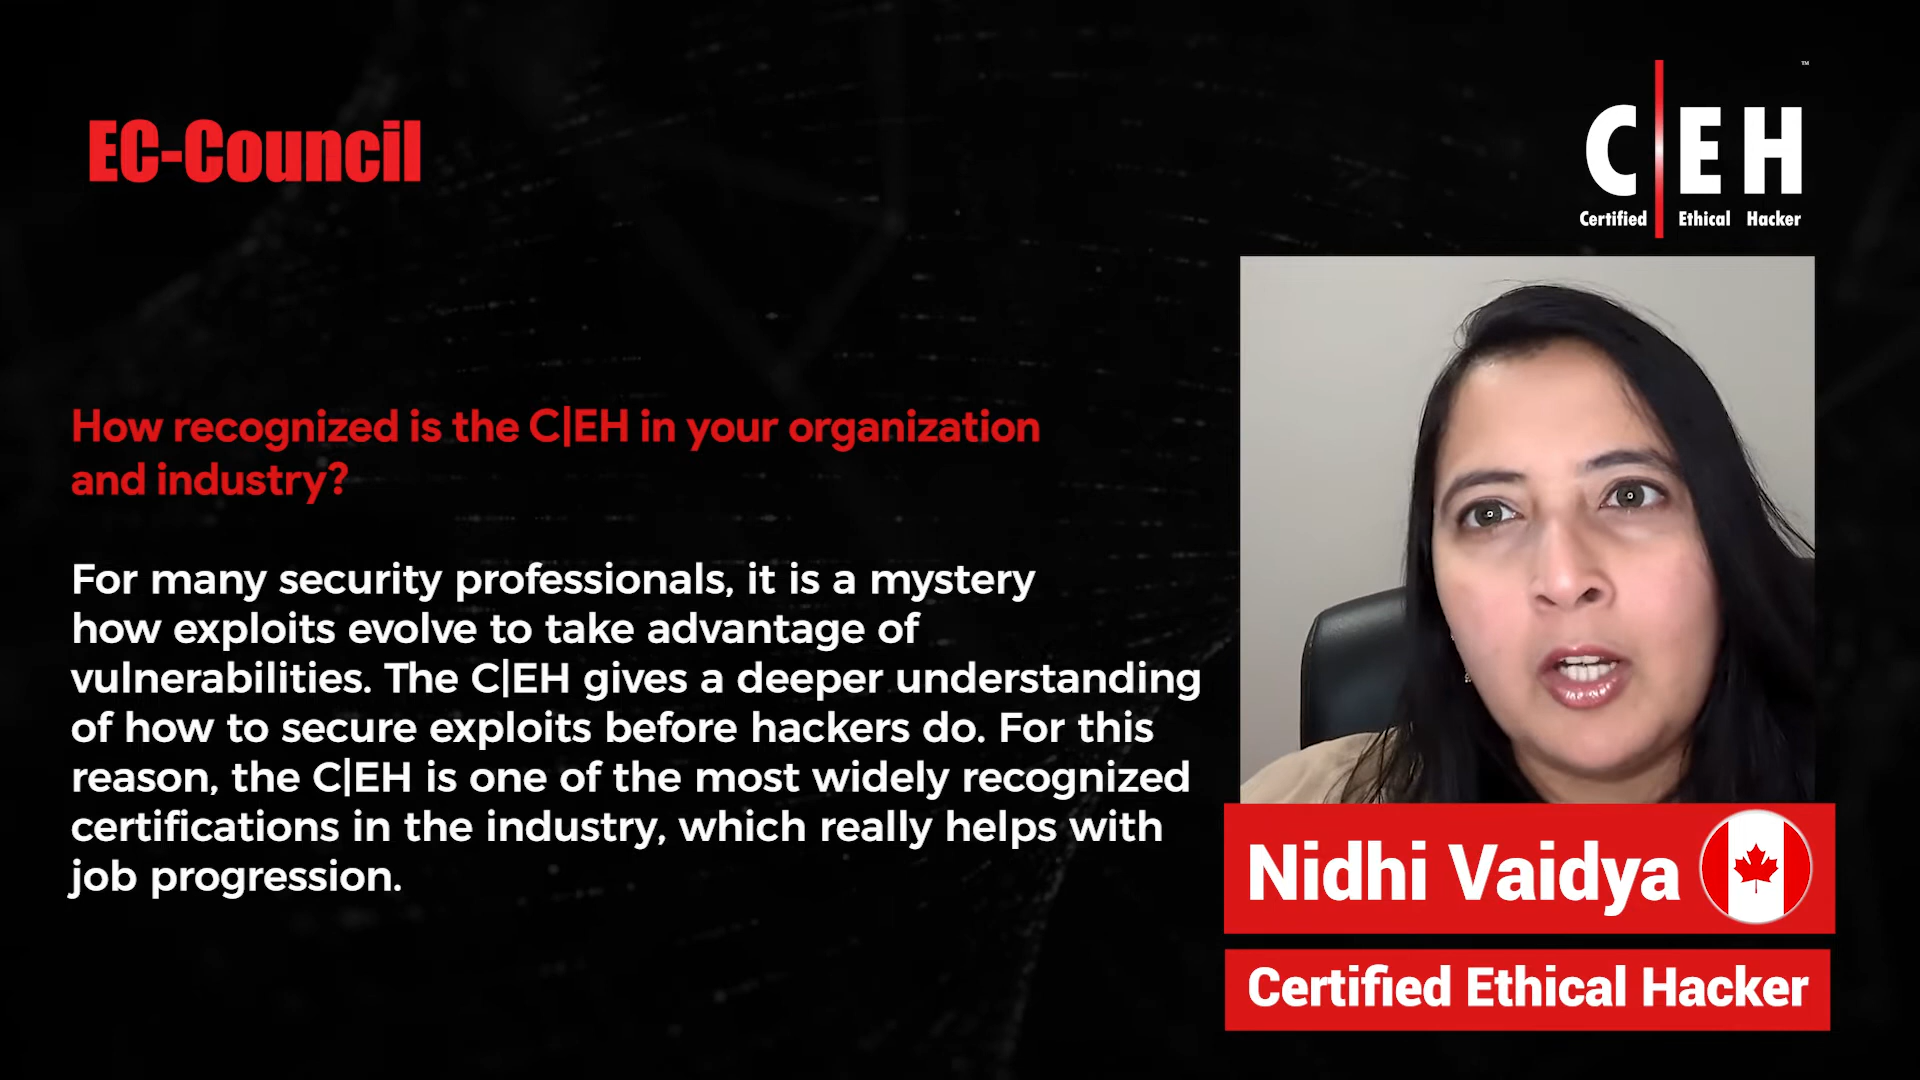 EC-Council
C|EH
™
Certified Ethical Hacker
How recognized is the C|EH in your organization
and industry?
For many security professionals, it is a mystery
how exploits evolve to take advantage of
vulnerabilities. The C|EH gives a deeper understanding
of how to secure exploits before hackers do. For this
reason, the C|EH is one of the most widely recognized
certifications in the industry, which really helps with
job progression.
Nidhi Vaidya
Certified Ethical Hacker